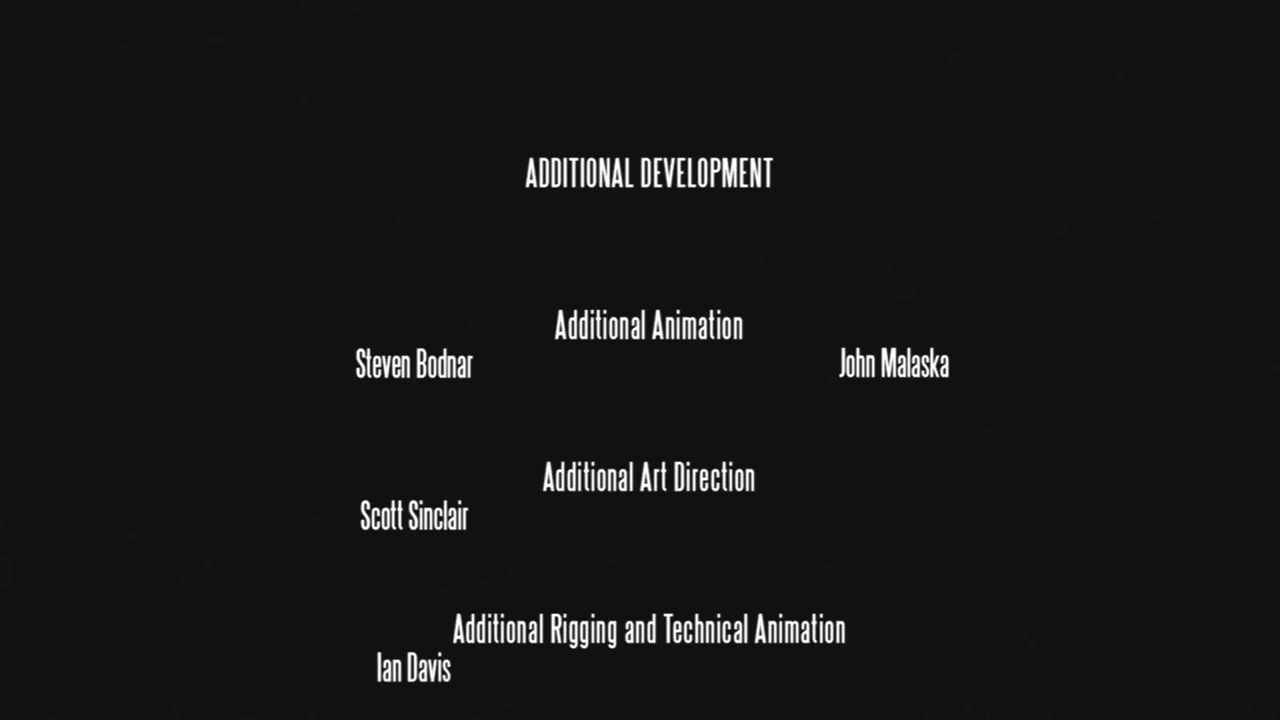 ADDITIONAL DEVELOPMENT
Additional Animation
Steven Bodnar John Malaska
Additional Art Direction
Scott Sinclair
Additional Rigging and Technical Animation
Ian Davis